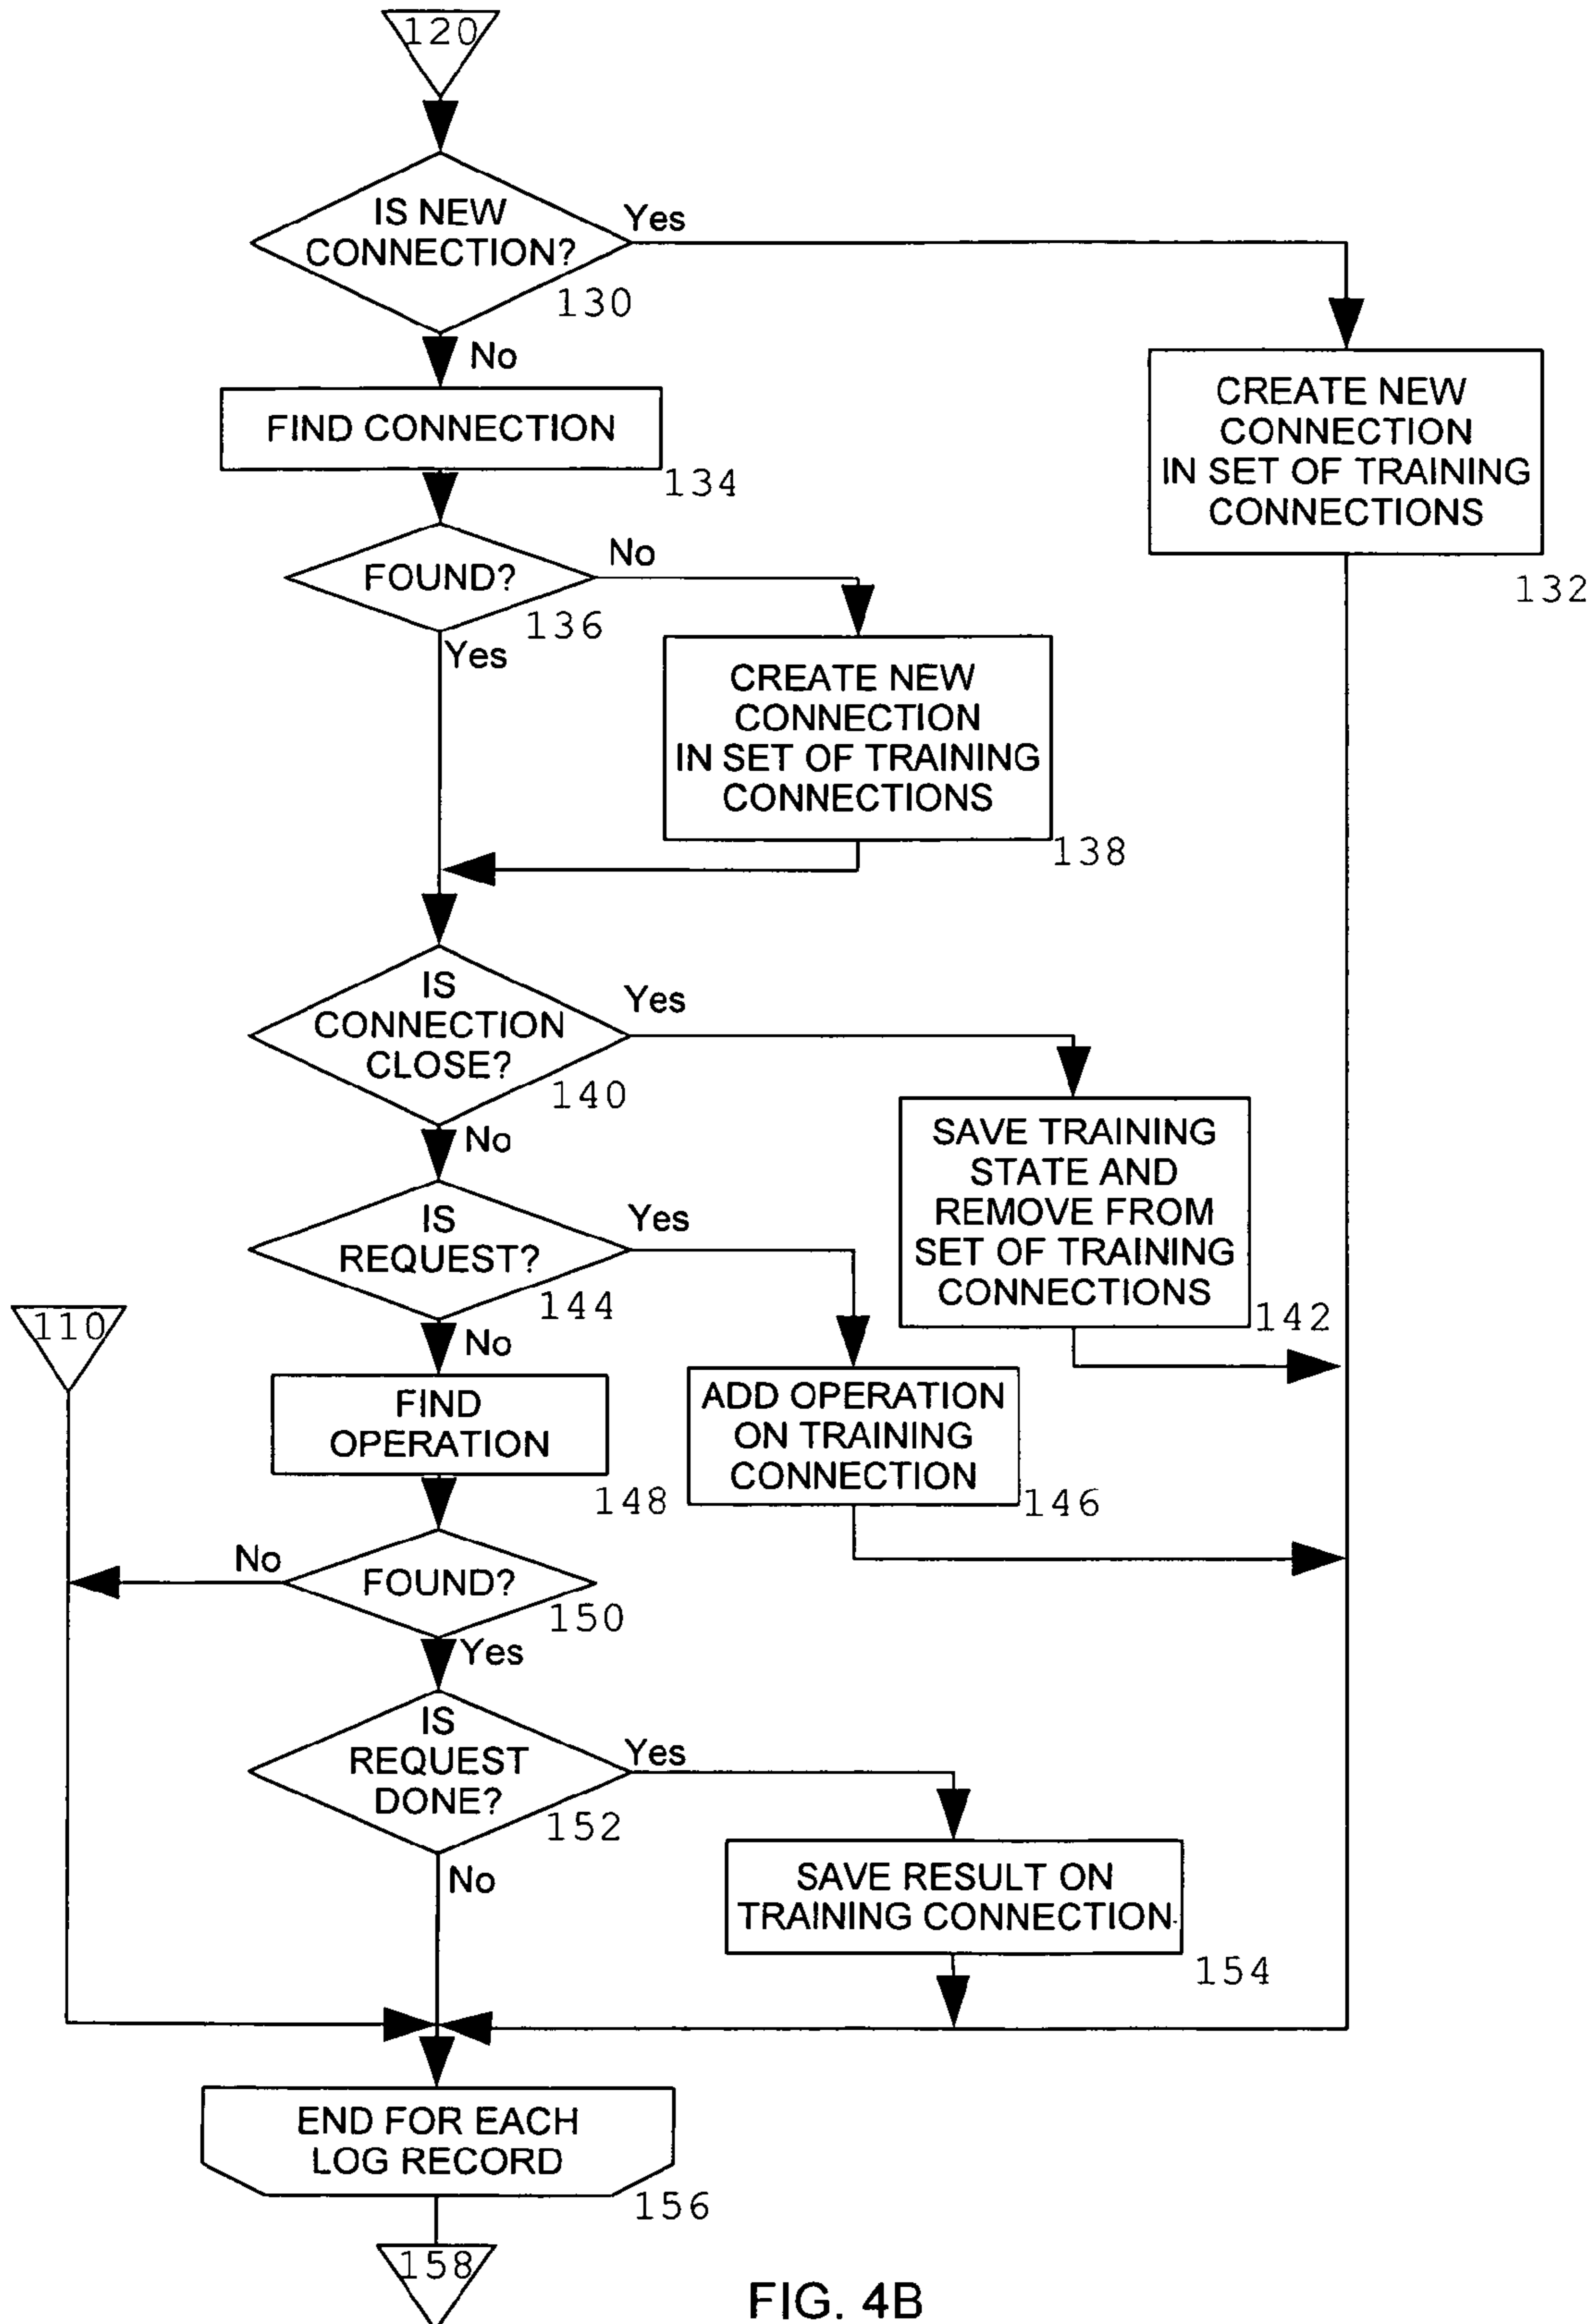 120
IS NEW
CONNECTION?
Yes
130
No
FIND CONNECTION
134
CREATE NEW
CONNECTION
IN SET OF TRAINING
CONNECTIONS
132
FOUND?
No
136
Yes
CREATE NEW
CONNECTION
IN SET OF TRAINING
CONNECTIONS
138
IS
CONNECTION
CLOSE?
Yes
140
No
SAVE TRAINING
STATE AND
REMOVE FROM
SET OF TRAINING
CONNECTIONS
142
IS
REQUEST?
Yes
144
No
110
FIND
OPERATION
148
ADD OPERATION
ON TRAINING
CONNECTION
146
No
FOUND?
150
Yes
IS
REQUEST
DONE?
Yes
152
No
SAVE RESULT ON
TRAINING CONNECTION
154
END FOR EACH
LOG RECORD
156
158
FIG. 4B